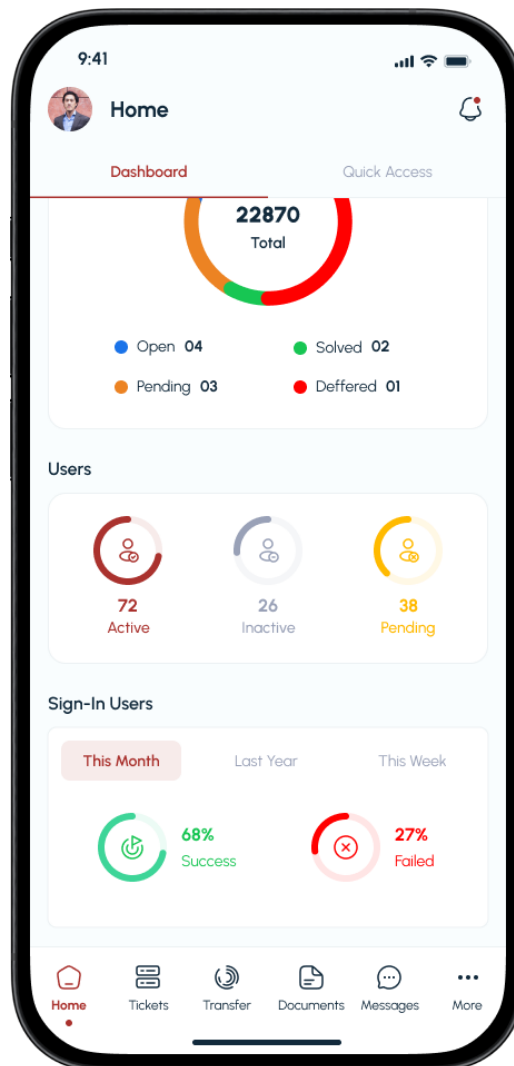 9:41
Home
Dashboard Quick Access
22870
Total
Open 04 Solved 02
Pending 03 Deffered 01
Users
72 26 38
Active Inactive Pending
Sign-In Users
This Month Last Year This Week
68% 27%
Success Failed
Home Tickets Transfer Documents Messages More